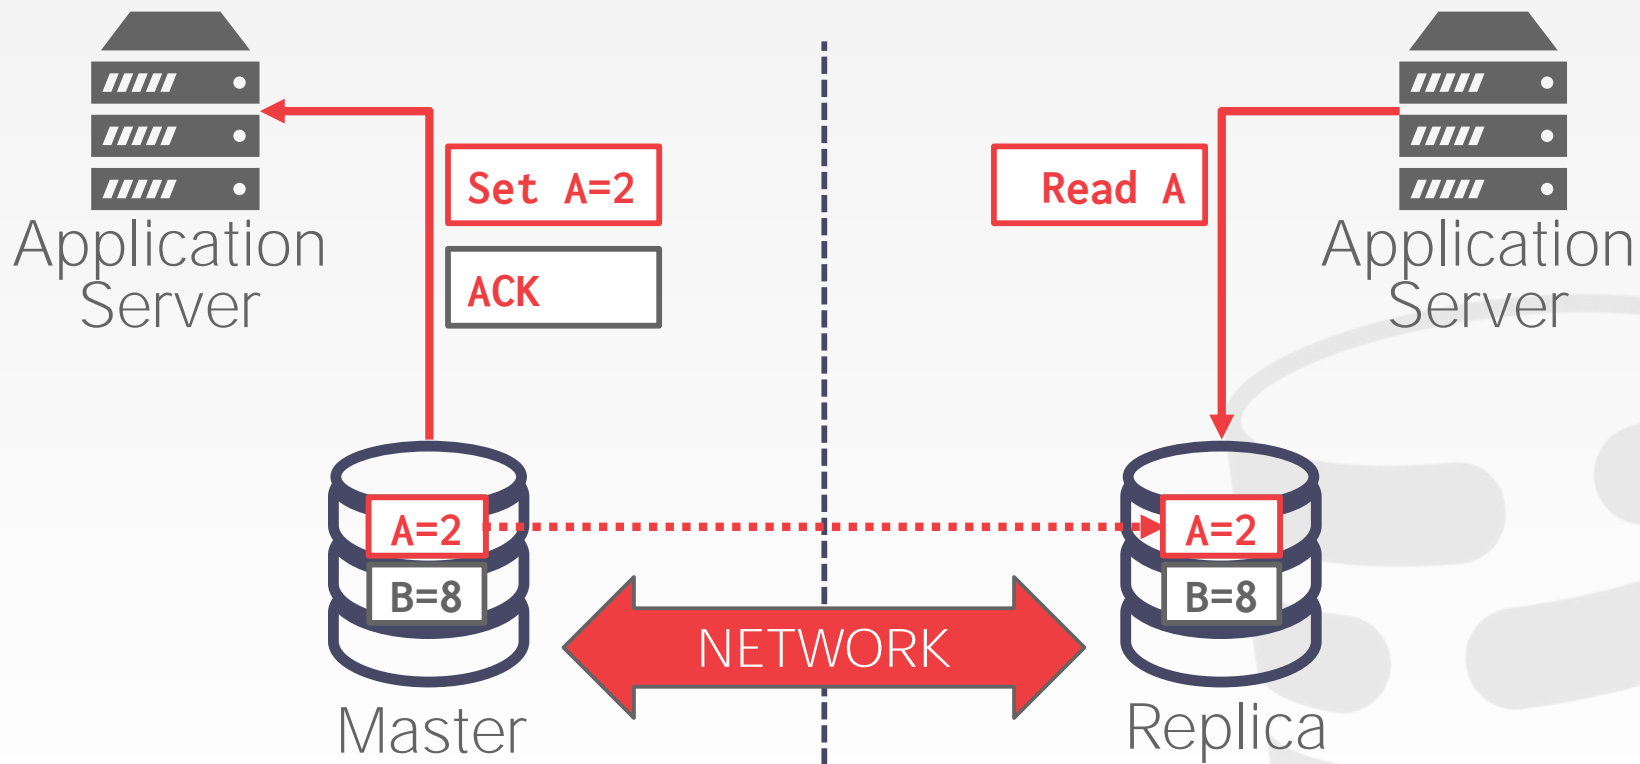 Set A=2
ACK
Read A
Application
Server
Application
Server
A=2
B=8
A=2
B=8
NETWORK
Master
Replica